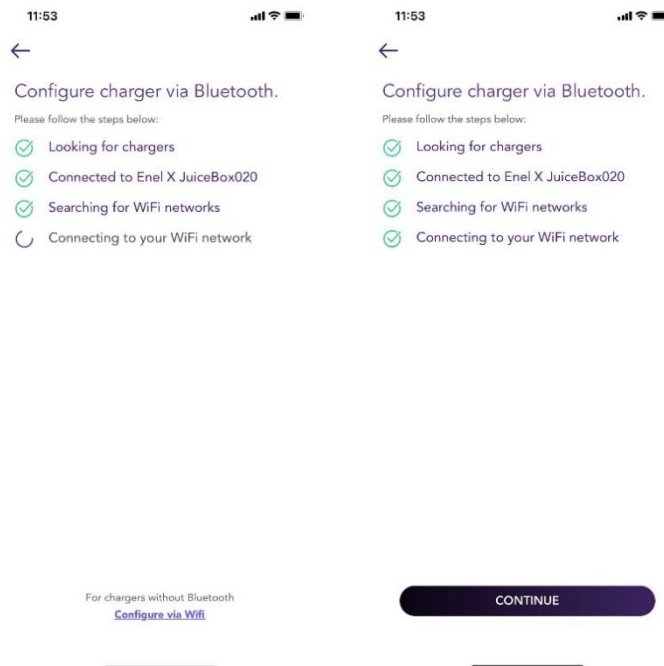 11:53
Configure charger via Bluetooth.
Please follow the steps below:
Looking for chargers
Connected to Enel X JuiceBox020
Searching for WiFi networks
Connecting to your WiFi network
For chargers without Bluetooth
Configure via Wifi
11:53
Configure charger via Bluetooth.
Please follow the steps below:
Looking for chargers
Connected to Enel X JuiceBox020
Searching for WiFi networks
Connecting to your WiFi network
CONTINUE